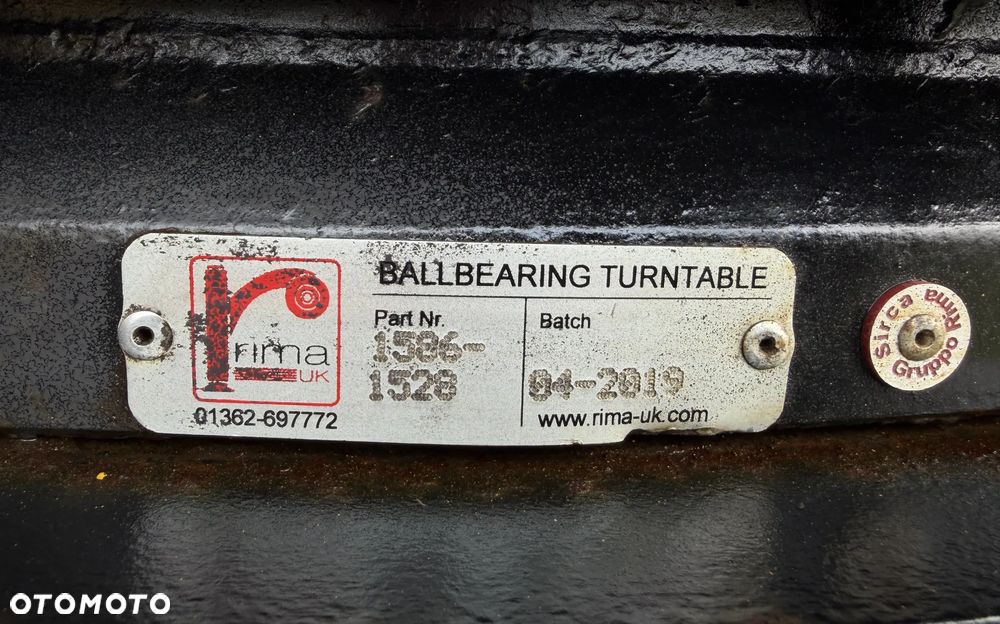 rima
UK
01362-697772
BALLBEARING TURNTABLE
Part Nr.
1586-
1528
Batch
04-2019
www.rima-uk.com
Sirca
Gruppo Rima
OTOMOTO